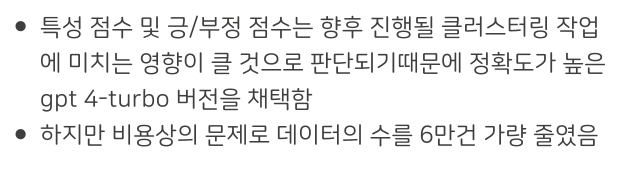 • 특성 점수 및 긍/부정 점수는 향후 진행될 클러스터링 작업
에 미치는 영향이 클 것으로 판단되기때문에 정확도가 높은
gpt 4-turbo 버전을 채택함
• 하지만 비용상의 문제로 데이터의 수를 6만건 가량 줄였음